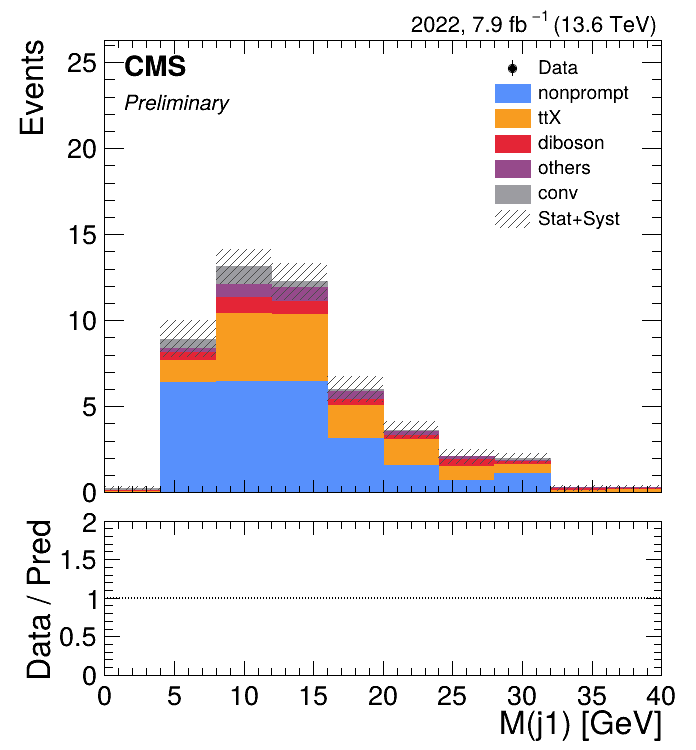 2022, 7.9 fb⁻¹ (13.6 TeV)
Events
25
20
15
10
5
0
CMS
Preliminary
Data
nonprompt
ttX
diboson
others
conv
Stat+Syst
Data / Pred
2
1.5
1
0.5
0
0 5 10 15 20 25 30 35 40
M(j1) [GeV]